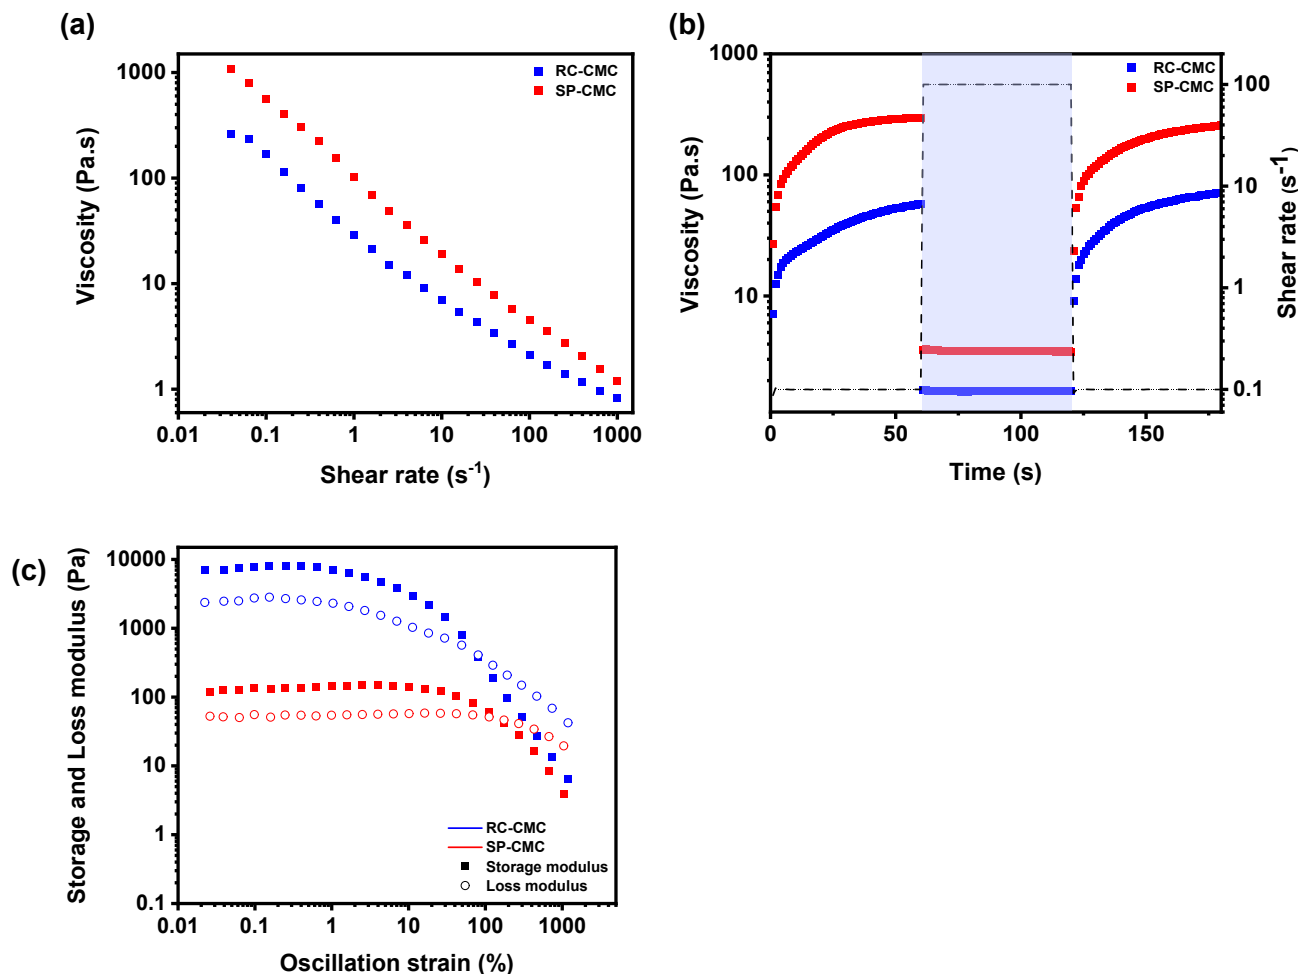 (a)
Viscosity (Pa.s)
1000
100
10
1
0.01 0.1 1 10 100 1000
Shear rate (s⁻¹)
RC-CMC
SP-CMC
(b)
Viscosity (Pa.s)
1000
100
10
0 50 100 150
Time (s)
RC-CMC
SP-CMC
100
10
1
0.1
Shear rate (s⁻¹)
(c)
Storage and Loss modulus (Pa)
10000
1000
100
10
1
0.1
0.01 0.1 1 10 100 1000
Oscillation strain (%)
RC-CMC
SP-CMC
Storage modulus
Loss modulus